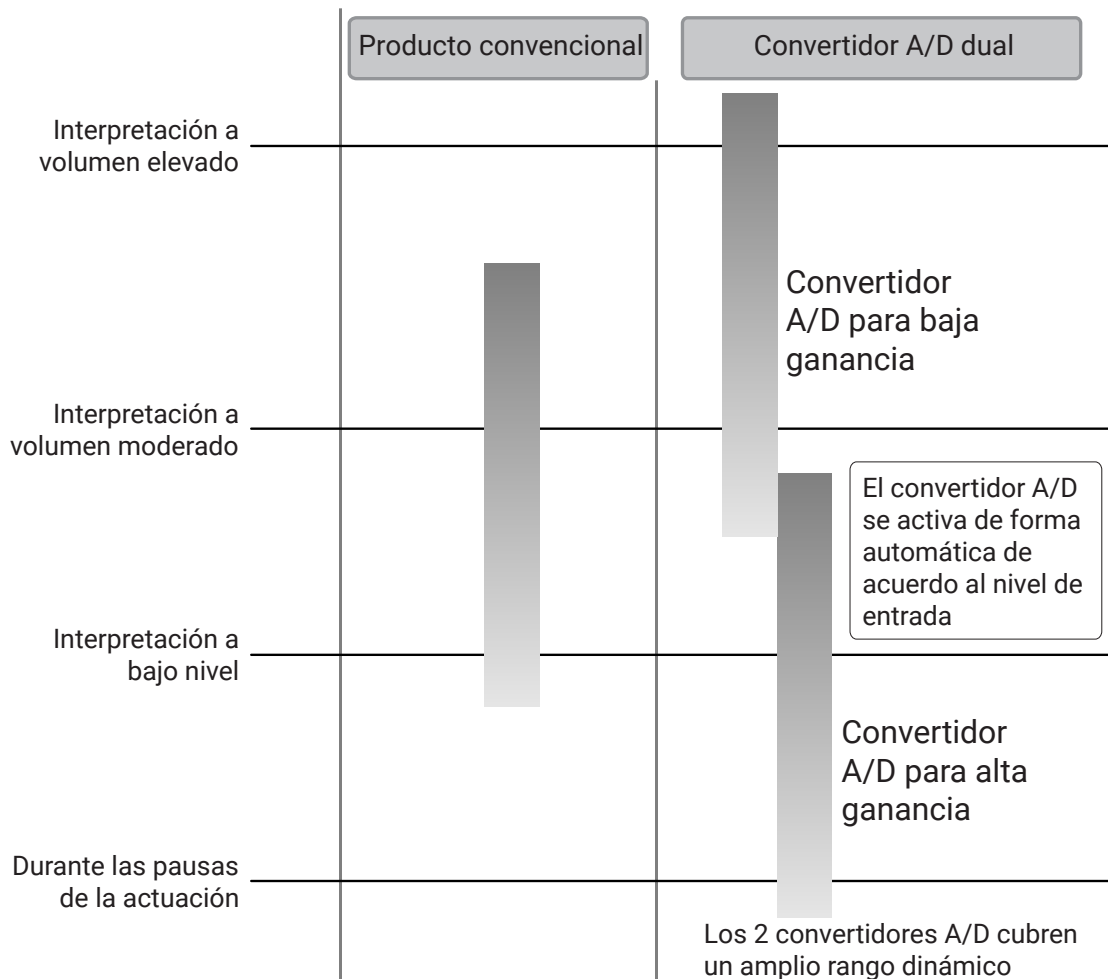 Producto convencional
Convertidor A/D dual
Interpretación a
volumen elevado
Convertidor
A/D para baja
ganancia
Interpretación a
volumen moderado
El convertidor A/D
se activa de forma
automática de
acuerdo al nivel de
entrada
Interpretación a
bajo nivel
Convertidor
A/D para alta
ganancia
Durante las pausas
de la actuación
Los 2 convertidores A/D cubren
un amplio rango dinámico